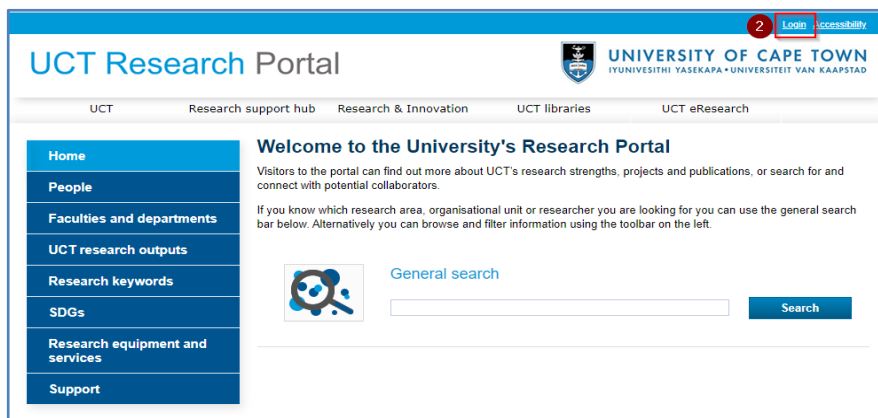 2 Login Accessibility
UCT Research Portal
UNIVERSITY OF CAPE TOWN
IYUNIVESITHI YASEKAPA • UNIVERSITEIT VAN KAAPSTAD
UCT Research support hub Research & Innovation UCT libraries UCT eResearch
Home
People
Faculties and departments
UCT research outputs
Research keywords
SDGs
Research equipment and
services
Support
Welcome to the University's Research Portal
Visitors to the portal can find out more about UCT's research strengths, projects and publications, or search for and
connect with potential collaborators.
If you know which research area, organisational unit or researcher you are looking for you can use the general search
bar below. Alternatively you can browse and filter information using the toolbar on the left.
General search
Search